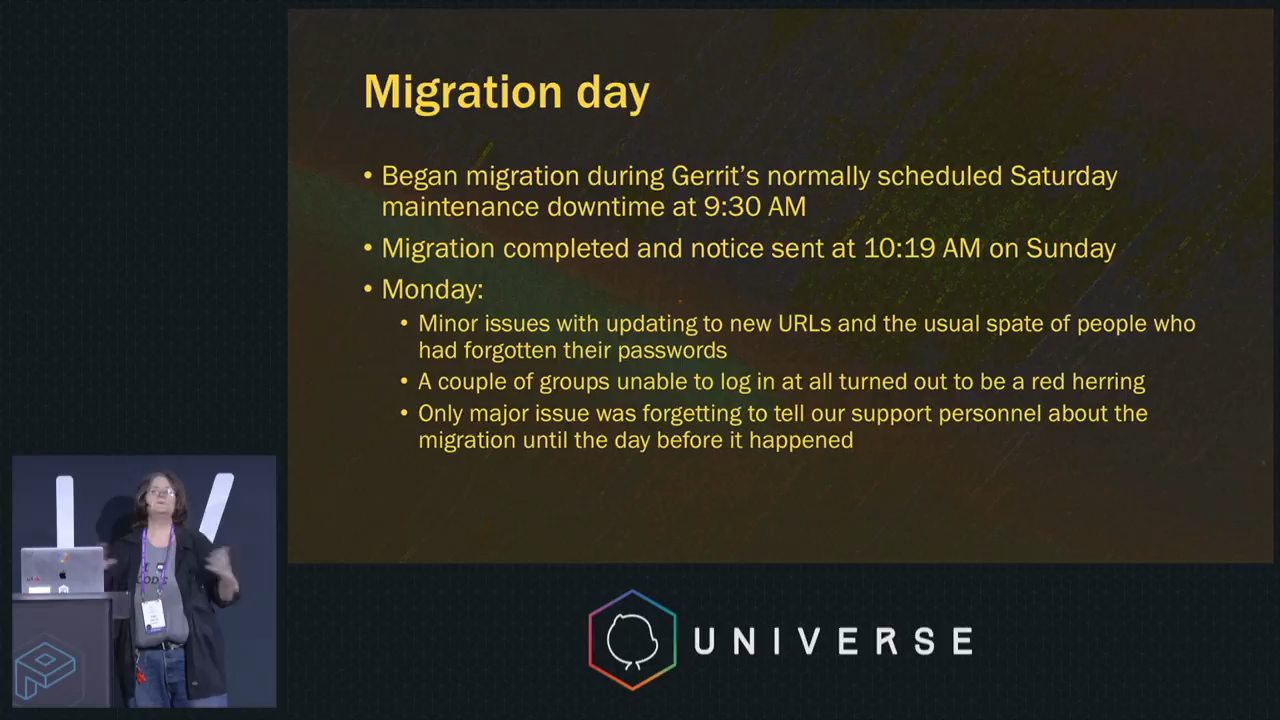 Migration day
• Began migration during Gerrit's normally scheduled Saturday
maintenance downtime at 9:30 AM
• Migration completed and notice sent at 10:19 AM on Sunday
• Monday:
• Minor issues with updating to new URLs and the usual spate of people who
had forgotten their passwords
• A couple of groups unable to log in at all turned out to be a red herring
• Only major issue was forgetting to tell our support personnel about the
migration until the day before it happened
UNIVERSE